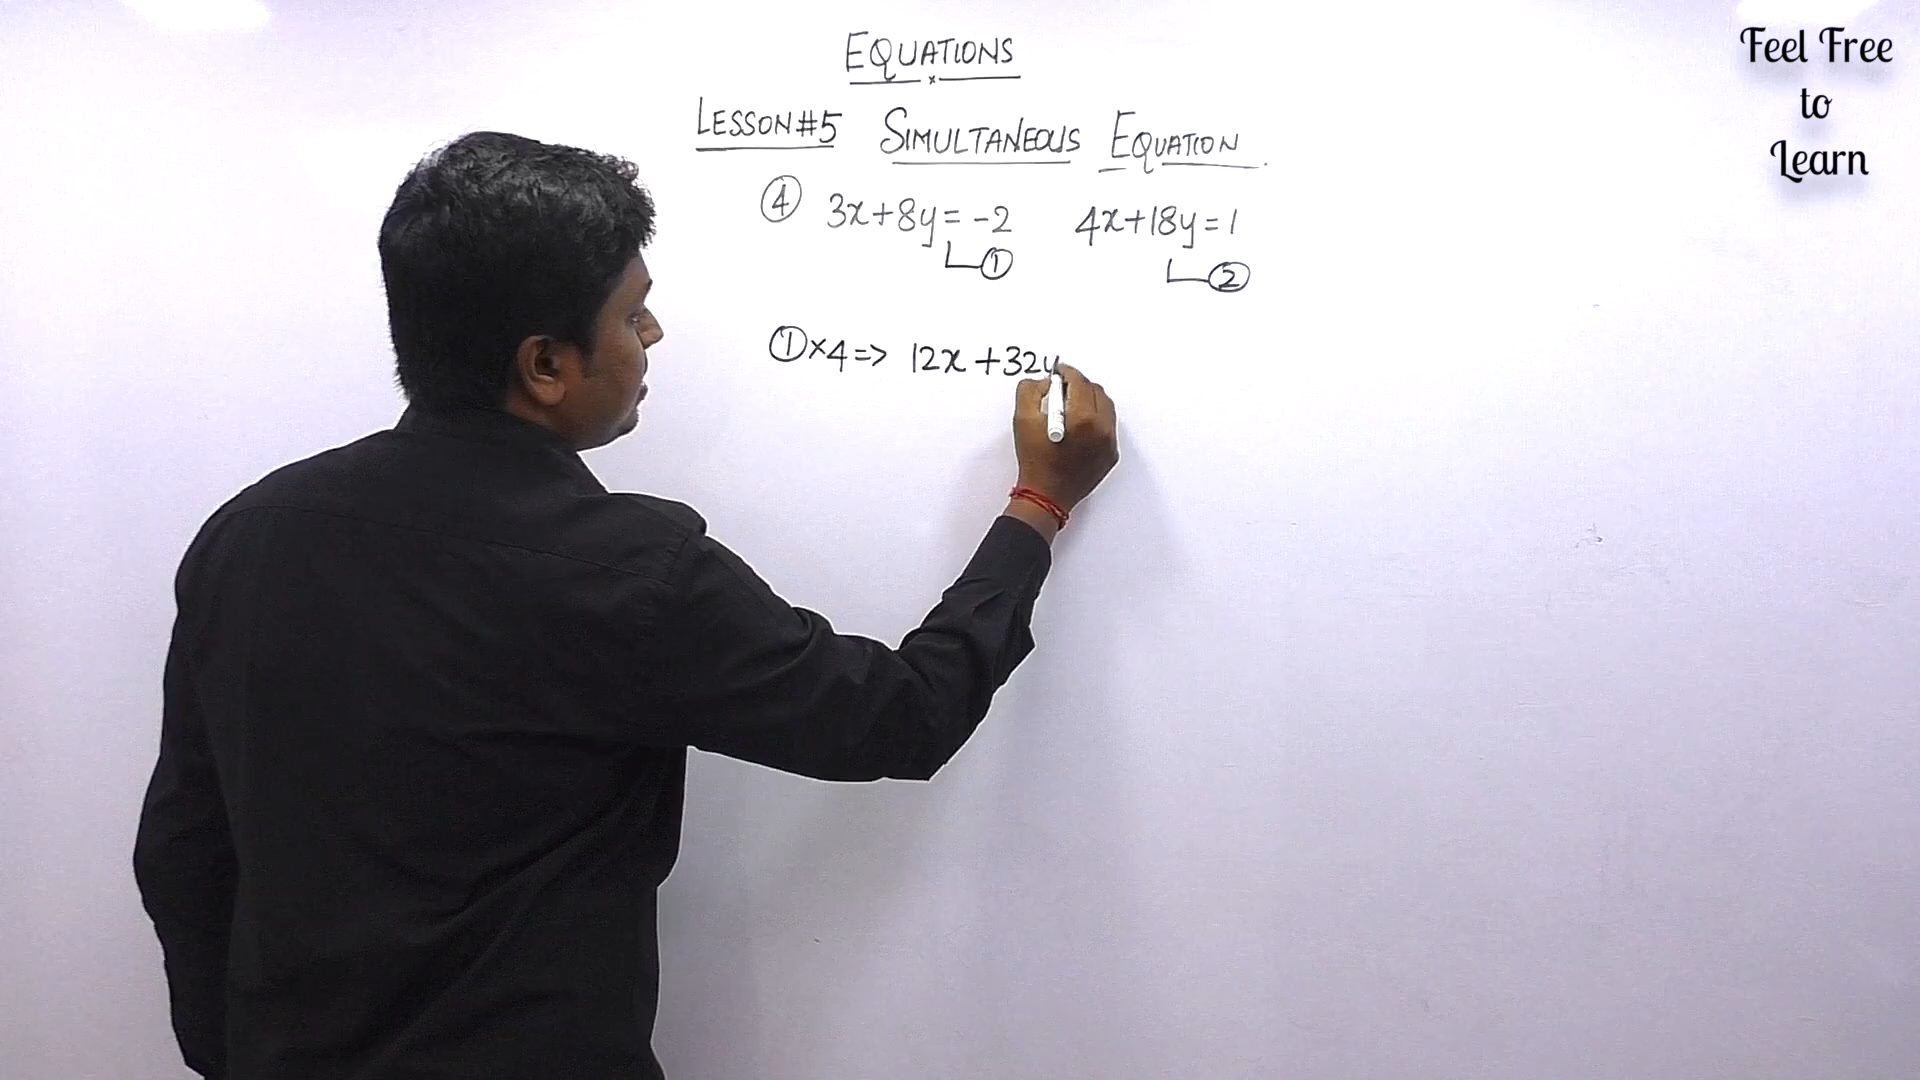 EQUATIONS
LESSON#5 SIMULTANEOUS EQUATION
④ 3x+8y=-2 4x+18y=1
① ②
①×4=> 12x+32y
Feel Free
to
Learn